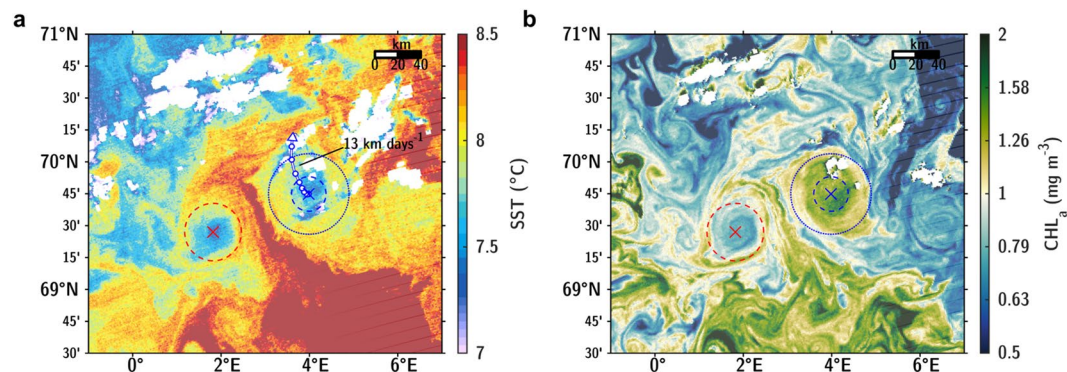 a
71°N
45'
30'
15'
70°N
45'
30'
15'
69°N
45'
30'
0°
2°E
4°E
6°E
km
0 20 40
13 km days⁻¹
8.5
8
7.5
7
SST (°C)
b
71°N
45'
30'
15'
70°N
45'
30'
15'
69°N
45'
30'
0°
2°E
4°E
6°E
km
0 20 40
2
1.58
1.26
1
0.79
0.63
0.5
CHLₐ (mg m⁻³)